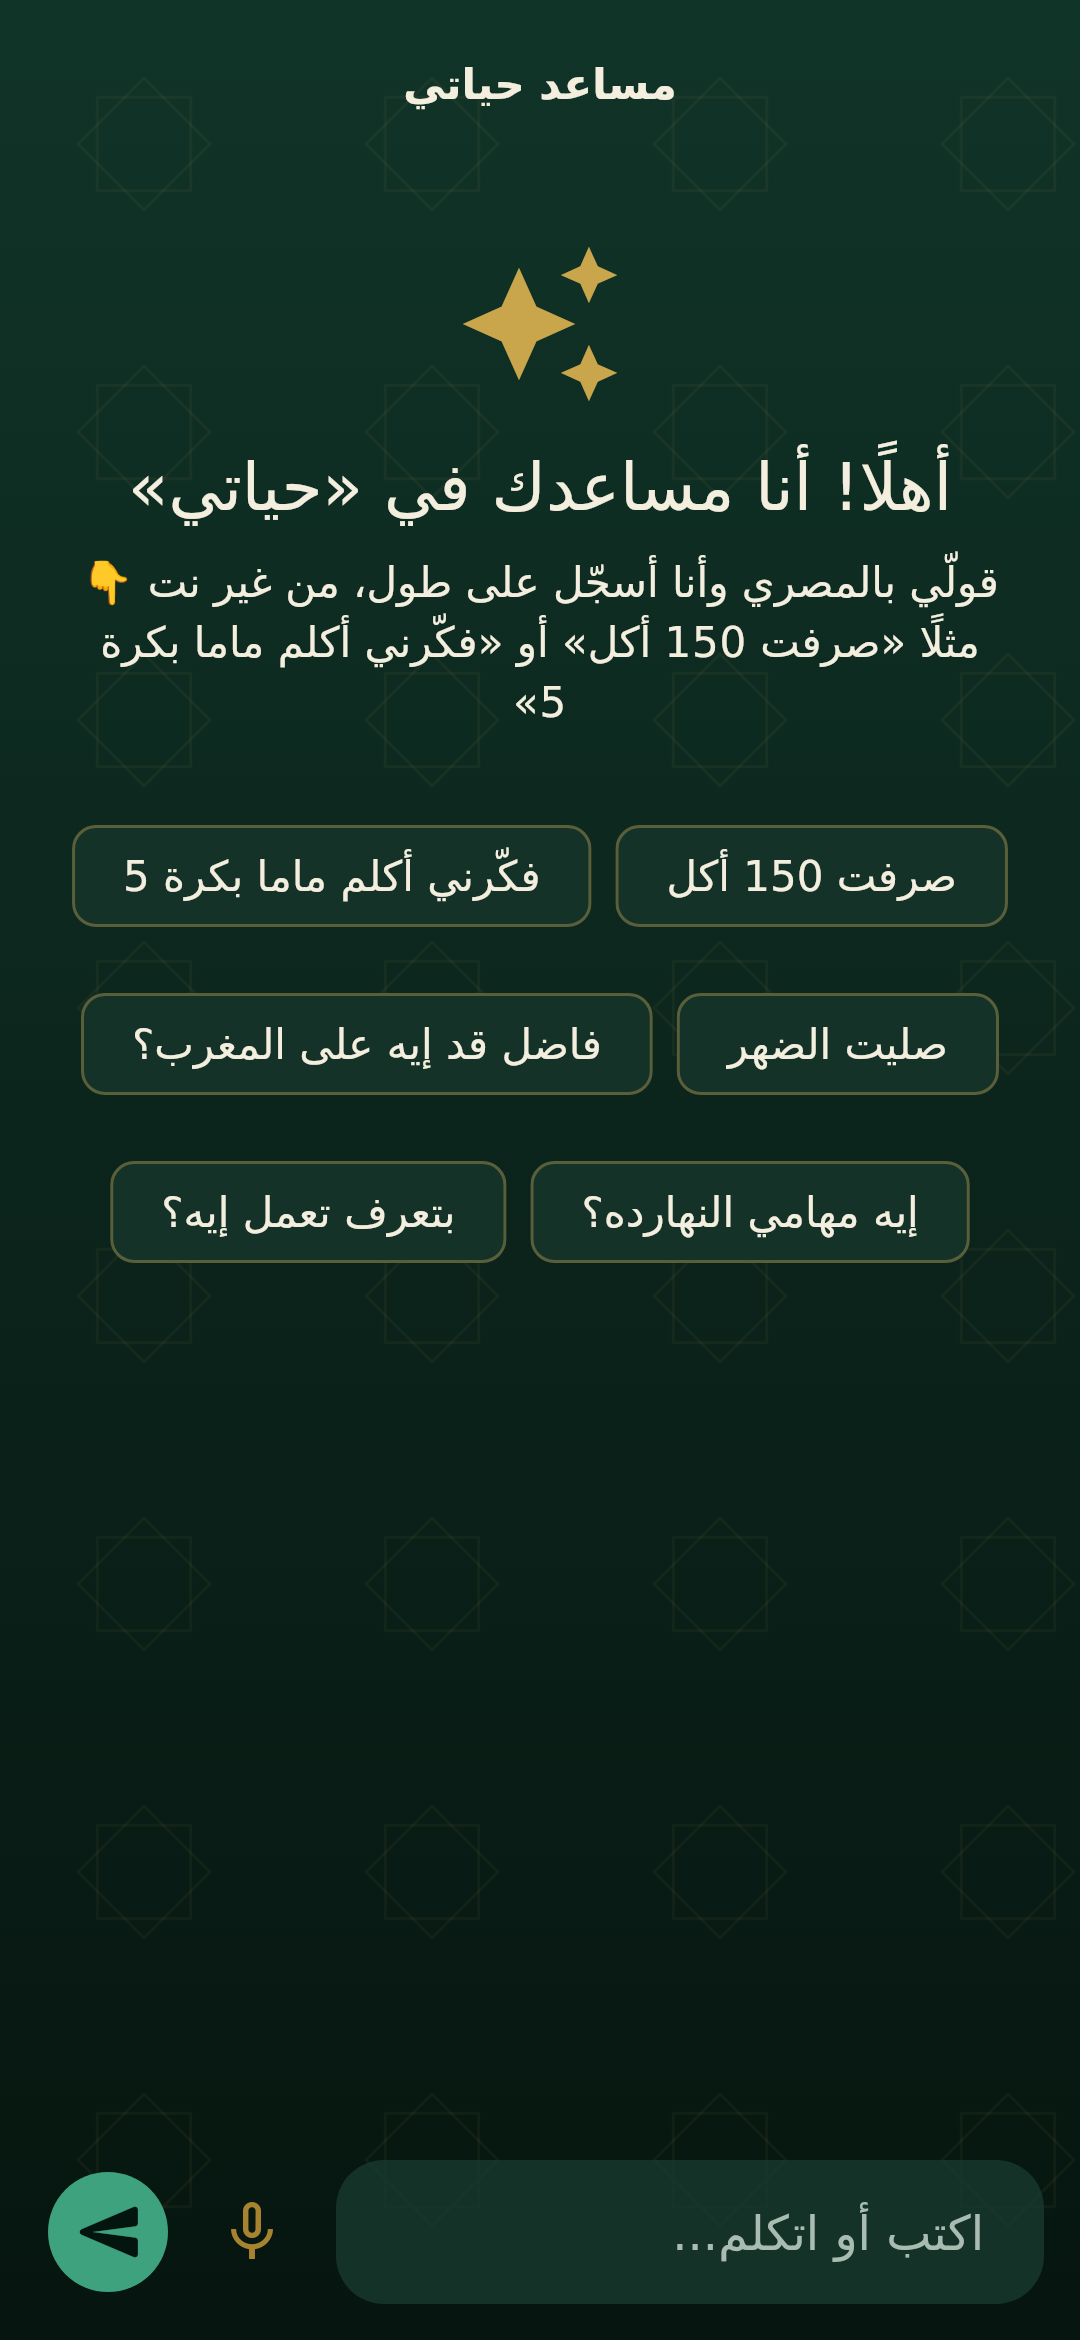 مساعد حياتي
أهلًا! أنا مساعدك في «حياتي»
قولّي بالمصري وأنا أسجّل على طول، من غير نت 👇
مثلًا «صرفت 150 أكل» أو «فكّرني أكلم ماما بكرة
5»
صرفت 150 أكل
فكّرني أكلم ماما بكرة 5
صليت الضهر
فاضل قد إيه على المغرب؟
إيه مهامي النهارده؟
بتعرف تعمل إيه؟
اكتب أو اتكلم...